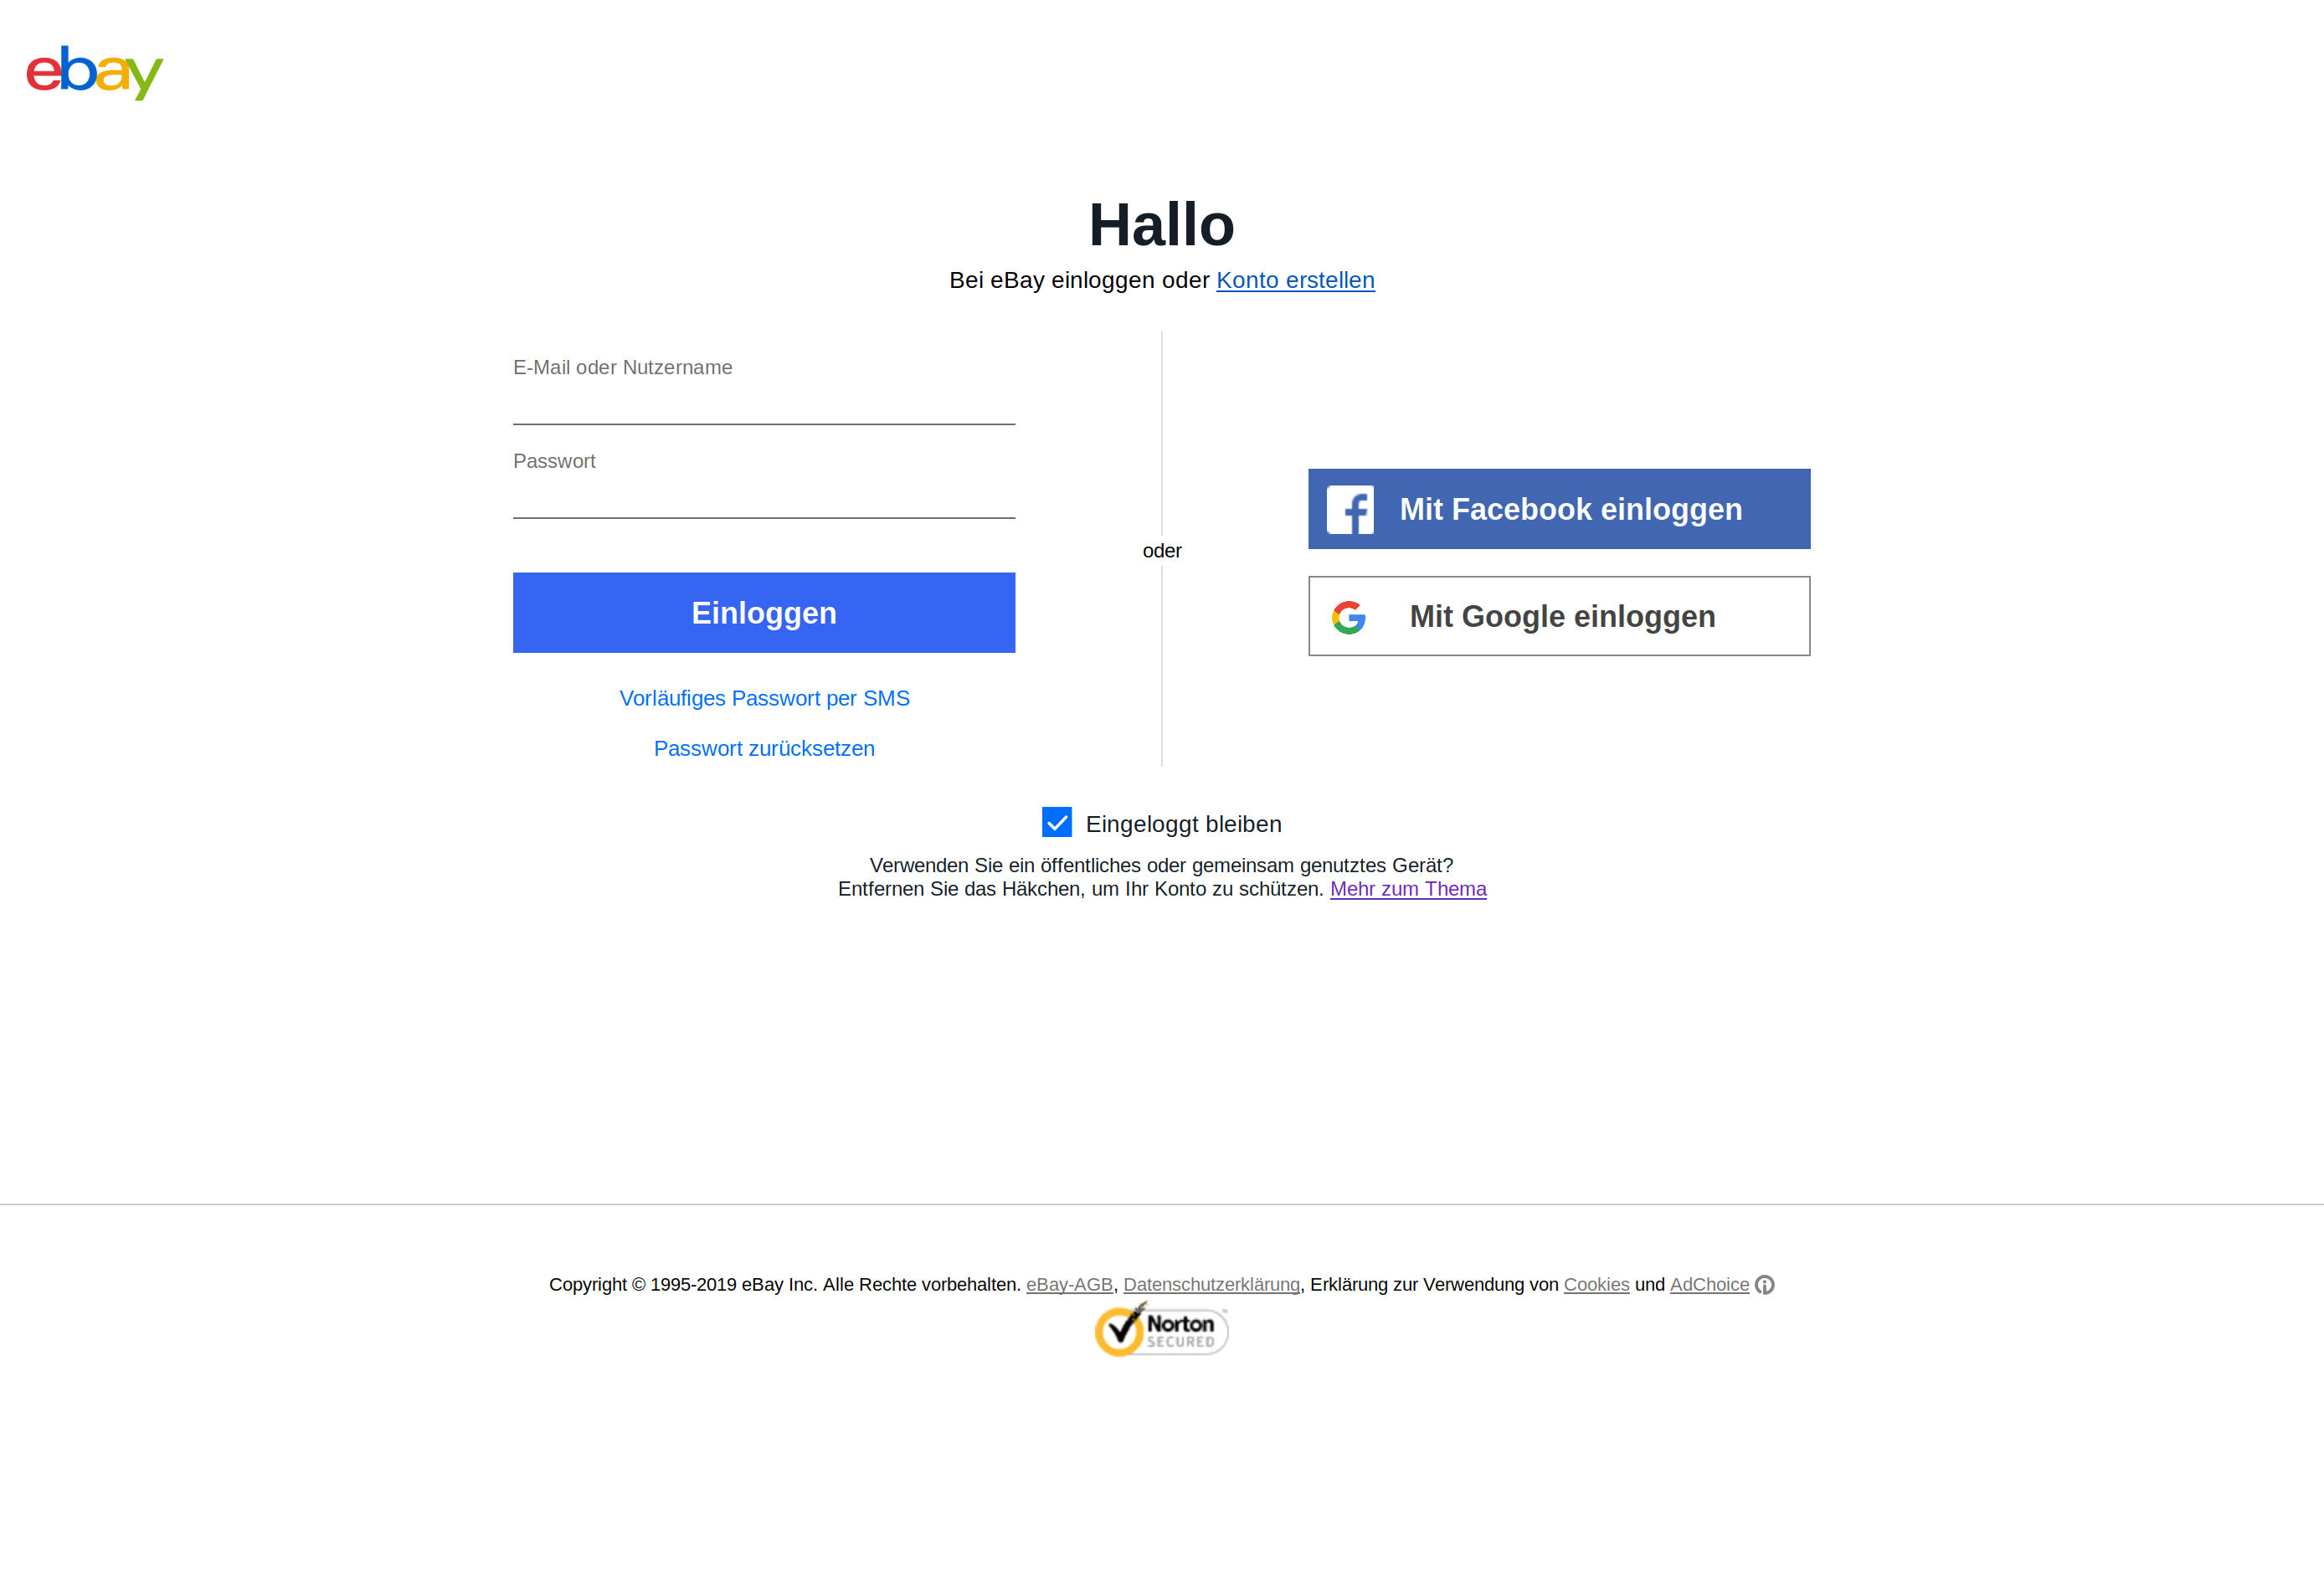 ebay
Hallo
Bei eBay einloggen oder Konto erstellen
E-Mail oder Nutzername
Passwort
Einloggen
Vorläufiges Passwort per SMS
Passwort zurücksetzen
oder
Mit Facebook einloggen
Mit Google einloggen
Eingeloggt bleiben
Verwenden Sie ein öffentliches oder gemeinsam genutztes Gerät?
Entfernen Sie das Häkchen, um Ihr Konto zu schützen. Mehr zum Thema
Copyright © 1995-2019 eBay Inc. Alle Rechte vorbehalten. eBay-AGB, Datenschutzerklärung, Erklärung zur Verwendung von Cookies und AdChoice
Norton
SECURED